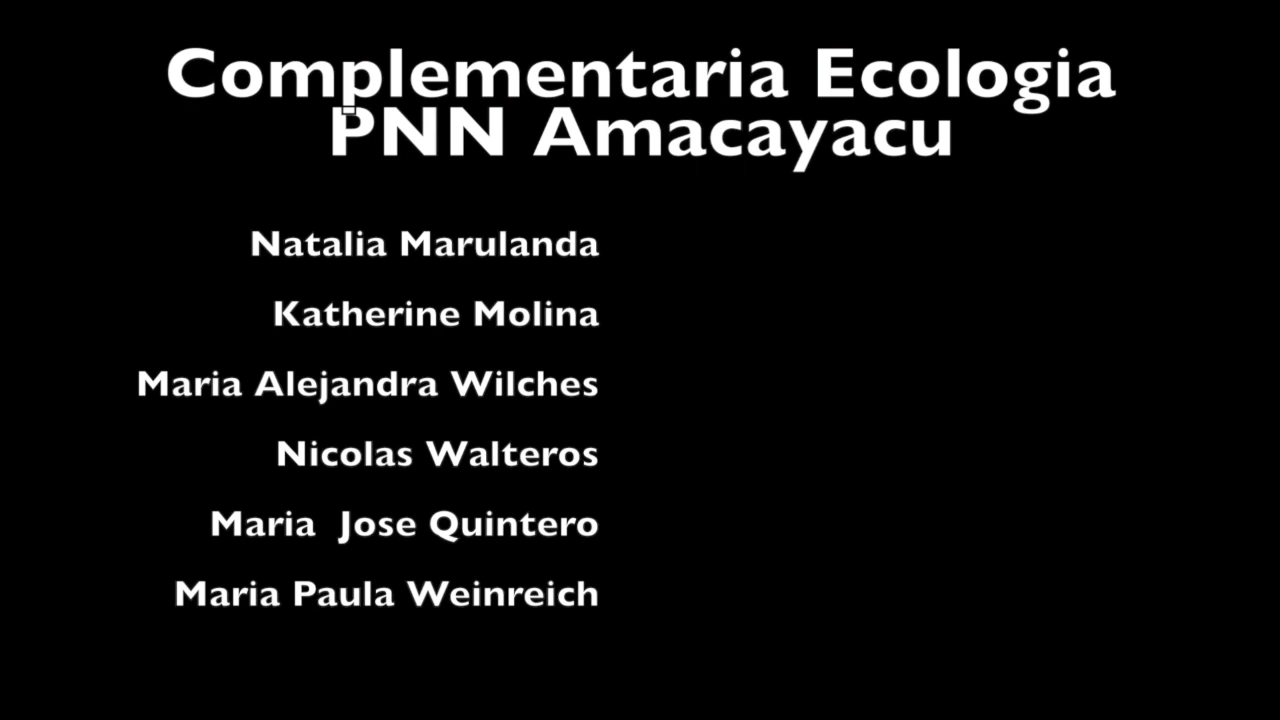 Complementaria Ecologia
PNN Amacayacu
Natalia Marulanda
Katherine Molina
Maria Alejandra Wilches
Nicolas Walteros
Maria  Jose Quintero
Maria Paula Weinreich